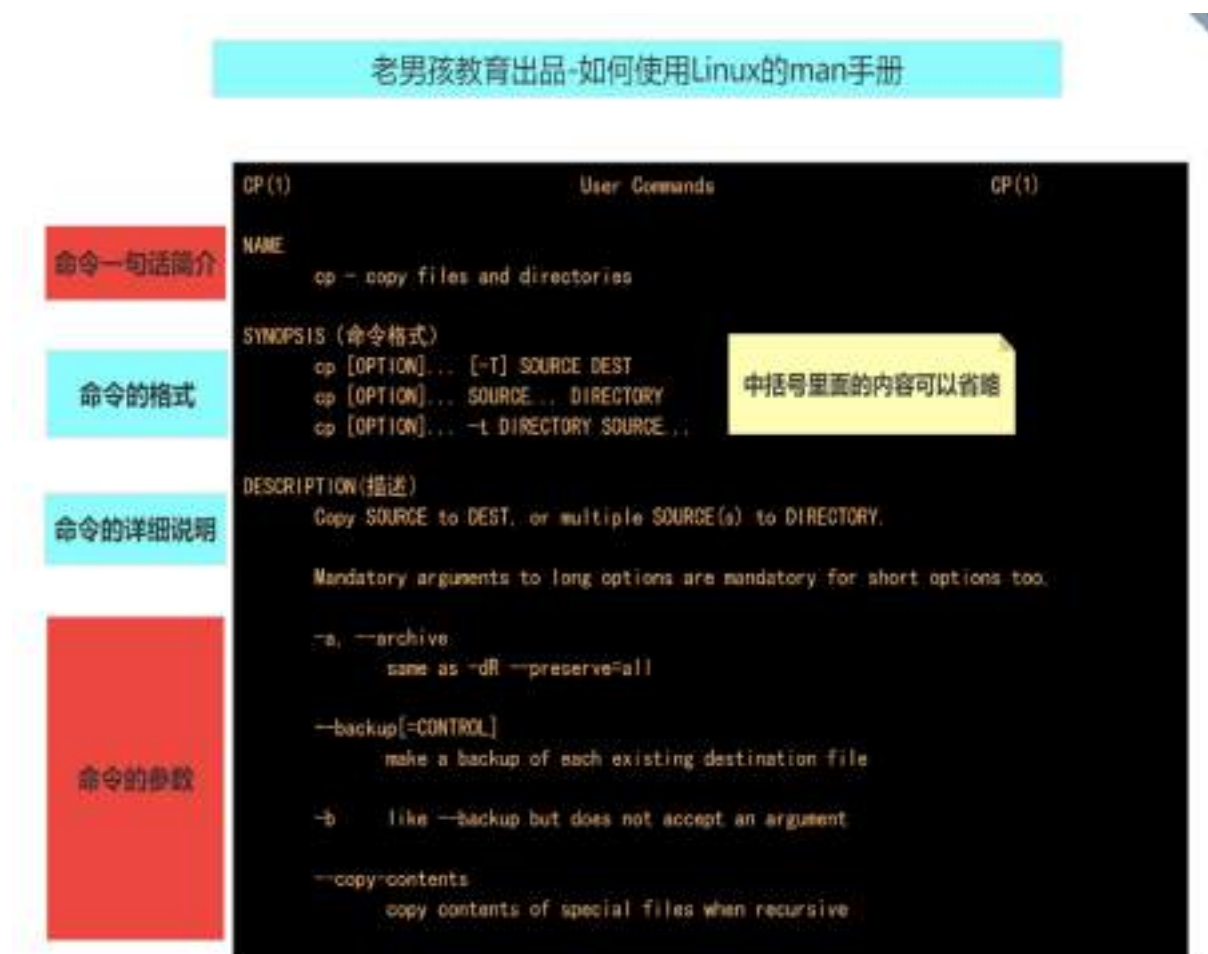 老男孩教育出品-如何使用Linux的man手册
CP(1) User Commands CP(1)
命令一句话简介
NAME
cp - copy files and directories
命令的格式
SYNOPSIS (命令格式)
cp [OPTION]... [-T] SOURCE DEST
cp [OPTION]... SOURCE... DIRECTORY
cp [OPTION]... -t DIRECTORY SOURCE...
中括号里面的内容可以省略
命令的详细说明
DESCRIPTION(描述)
Copy SOURCE to DEST, or multiple SOURCE(s) to DIRECTORY.
Mandatory arguments to long options are mandatory for short options too.
命令的参数
-a, --archive
same as -dR --preserve=all
--backup[=CONTROL]
make a backup of each existing destination file
-b like --backup but does not accept an argument
--copy-contents
copy contents of special files when recursive